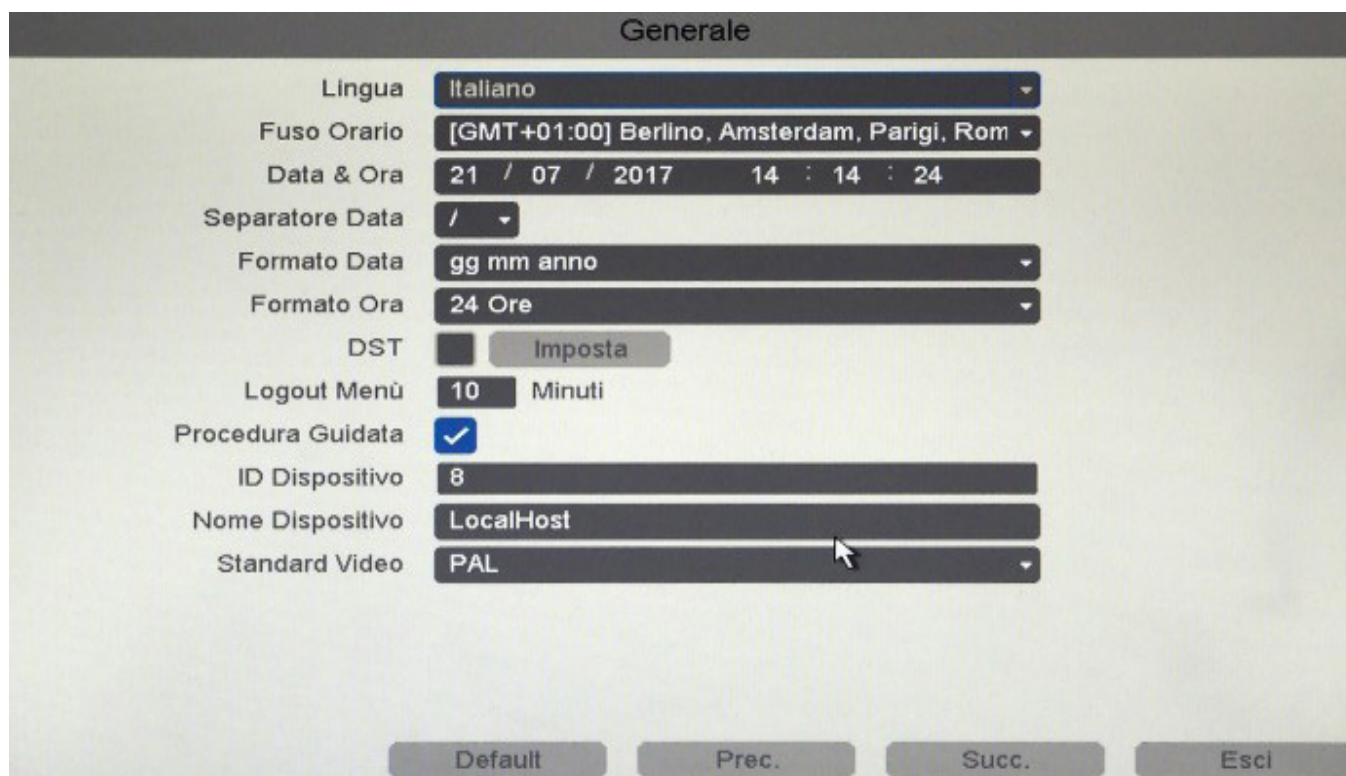 Generale
Lingua Italiano
Fuso Orario [GMT+01:00] Berlino, Amsterdam, Parigi, Rom
Data & Ora 21 / 07 / 2017 14 : 14 : 24
Separatore Data /
Formato Data gg mm anno
Formato Ora 24 Ore
DST Imposta
Logout Menù 10 Minuti
Procedura Guidata
ID Dispositivo 8
Nome Dispositivo LocalHost
Standard Video PAL
Default Prec. Succ. Esci